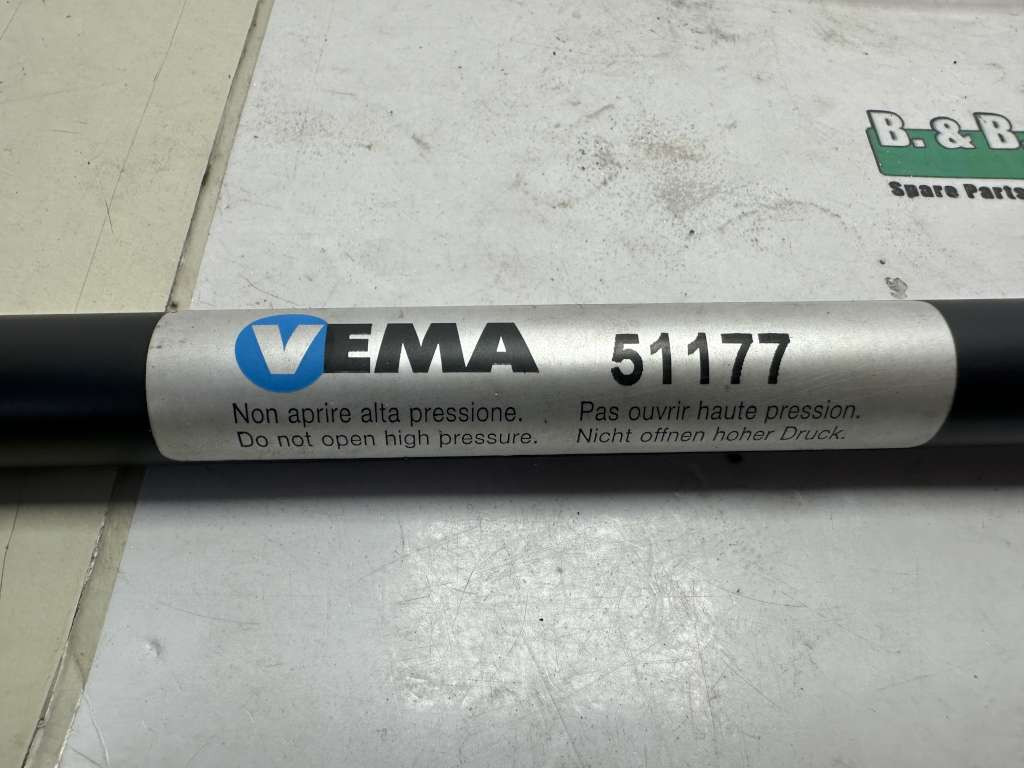 B. & B.
Spare Parts
VEMA 51177
Non aprire alta pressione. Pas ouvrir haute pression.
Do not open high pressure. Nicht offnen hoher Druck.